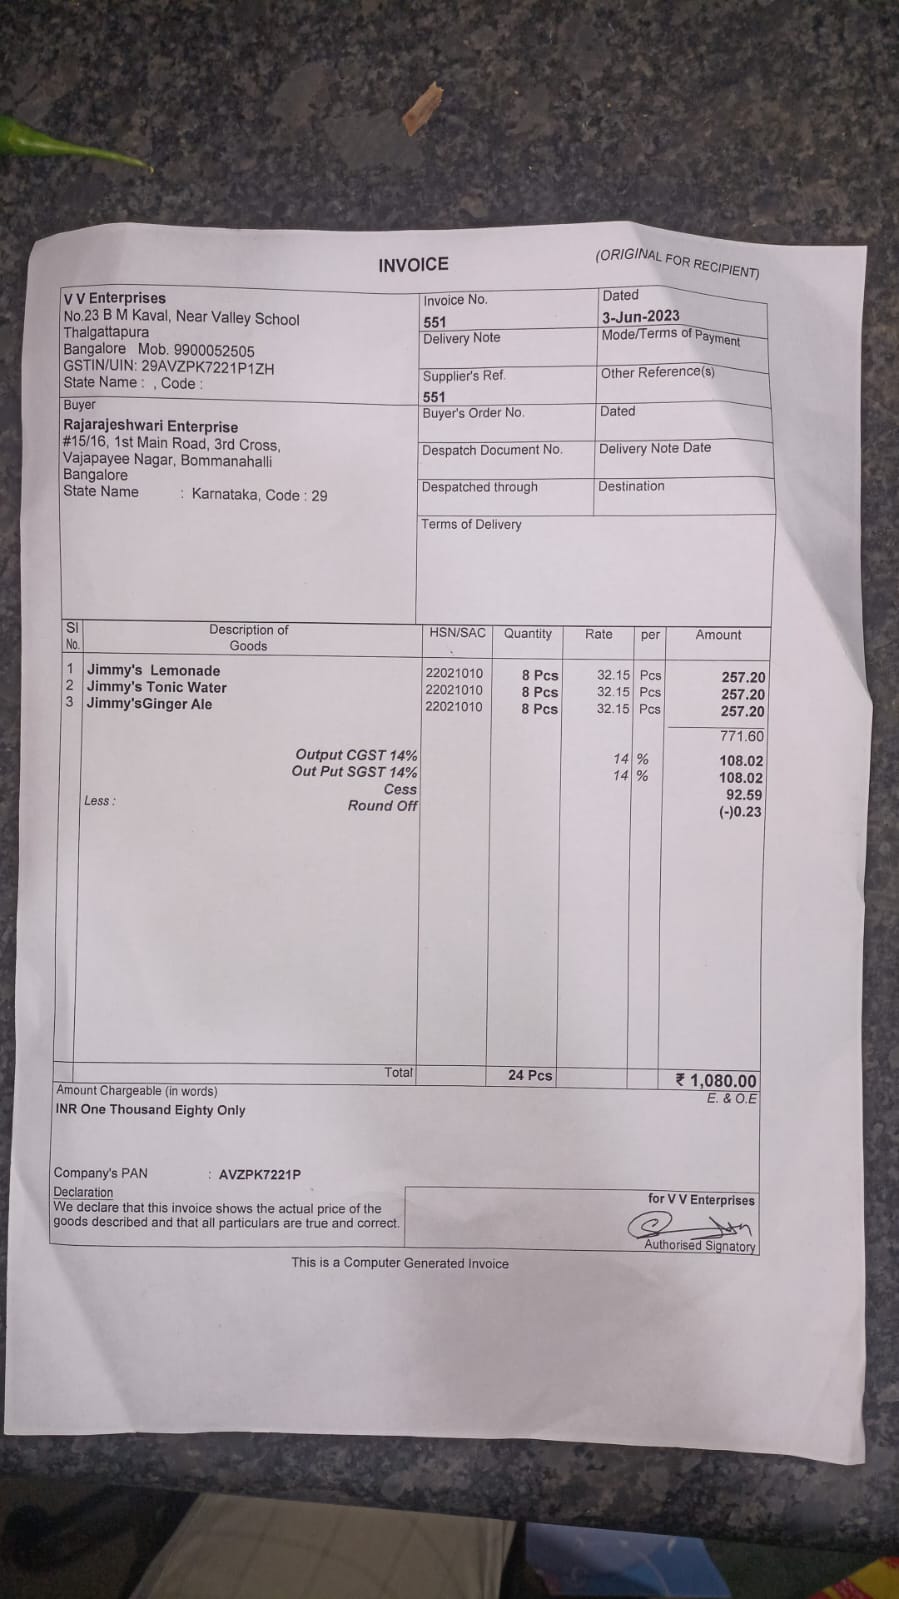 INVOICE
(ORIGINAL FOR RECIPIENT)
V V Enterprises
No.23 B M Kaval, Near Valley School
Thalgattapura
Bangalore Mob. 9900052505
GSTIN/UIN: 29AVZPK7221P1ZH
State Name : , Code :
Invoice No.
551
Dated
3-Jun-2023
Delivery Note
Mode/Terms of Payment
Supplier's Ref.
551
Other Reference(s)
Buyer
Rajarajeshwari Enterprise
#15/16, 1st Main Road, 3rd Cross,
Vajapayee Nagar, Bommanahalli
Bangalore
State Name : Karnataka, Code : 29
Buyer's Order No.
Dated
Despatch Document No.
Delivery Note Date
Despatched through
Destination
Terms of Delivery
Sl No. Description of Goods HSN/SAC Quantity Rate per Amount
1 Jimmy's Lemonade 22021010 8 Pcs 32.15 Pcs 257.20
2 Jimmy's Tonic Water 22021010 8 Pcs 32.15 Pcs 257.20
3 Jimmy'sGinger Ale 22021010 8 Pcs 32.15 Pcs 257.20
771.60
Output CGST 14% 14 % 108.02
Out Put SGST 14% 14 % 108.02
Cess 92.59
Less : Round Off (-)0.23
Total 24 Pcs ₹ 1,080.00
Amount Chargeable (in words) E. & O.E
INR One Thousand Eighty Only
Company's PAN : AVZPK7221P
Declaration
We declare that this invoice shows the actual price of the
goods described and that all particulars are true and correct.
for V V Enterprises
Authorised Signatory
This is a Computer Generated Invoice